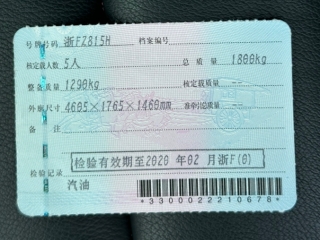 号牌号码 浙FZ815H 档案编号
核定载人数 5人 总质量 1800kg
整备质量 1290kg 核定载质量 --
外廓尺寸 4605×1765×1460mm 准牵引总质量 --
备注
检验有效期至2020 年02 月浙F(0)
检验记录
汽油
*3300022210678*